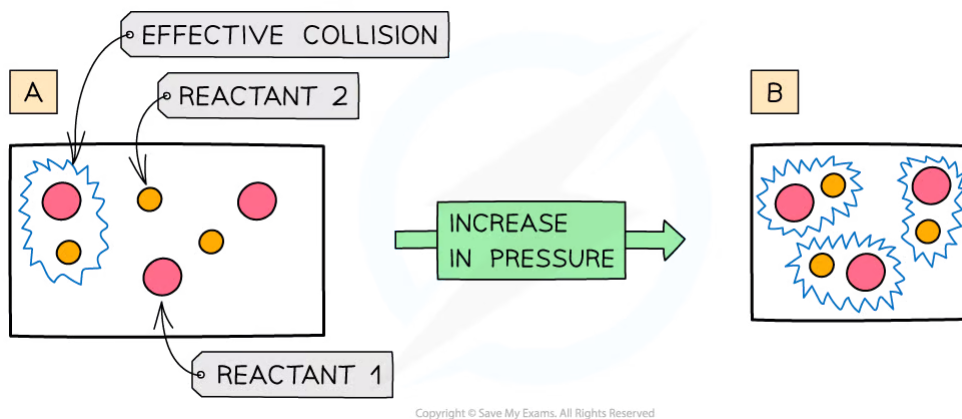 EFFECTIVE COLLISION
A
REACTANT 2
B
INCREASE
IN PRESSURE
REACTANT 1
Copyright © Save My Exams. All Rights Reserved